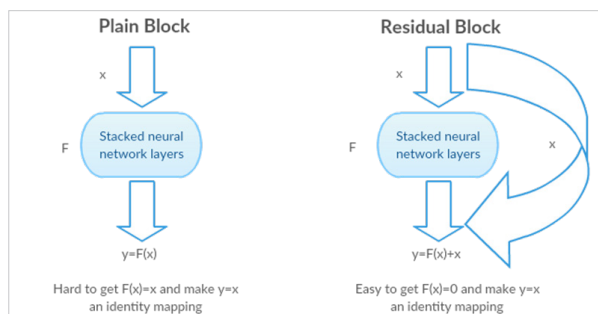 Plain Block
x
F
Stacked neural
network layers
y=F(x)
Hard to get F(x)=x and make y=x
an identity mapping
Residual Block
x
F
Stacked neural
network layers
x
y=F(x)+x
Easy to get F(x)=0 and make y=x
an identity mapping